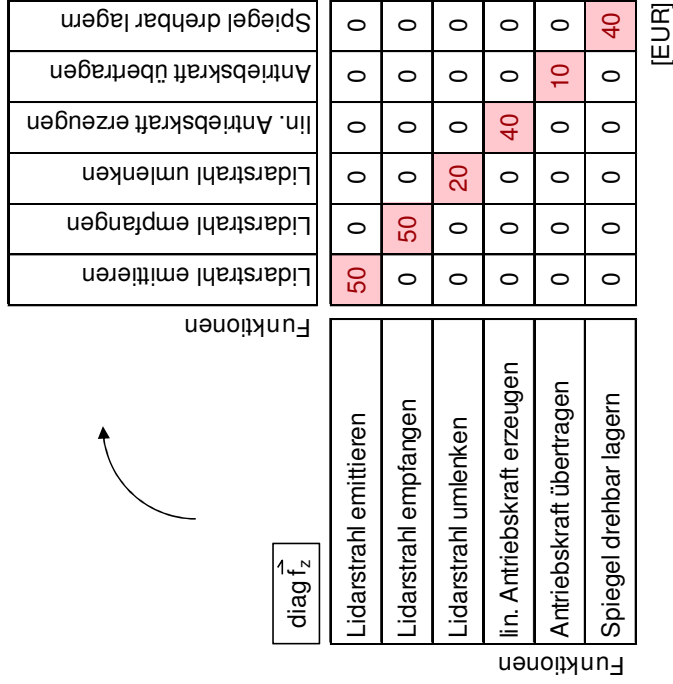 diag f⃗z
Funktionen
Lidarstrahl emittieren
Lidarstrahl empfangen
Lidarstrahl umlenken
lin. Antriebskraft erzeugen
Antriebskraft übertragen
Spiegel drehbar lagern
Funktionen
Lidarstrahl emittieren 50 0 0 0 0 0
Lidarstrahl empfangen 0 50 0 0 0 0
Lidarstrahl umlenken 0 0 20 0 0 0
lin. Antriebskraft erzeugen 0 0 0 40 0 0
Antriebskraft übertragen 0 0 0 0 10 0
Spiegel drehbar lagern 0 0 0 0 0 40
[EUR]